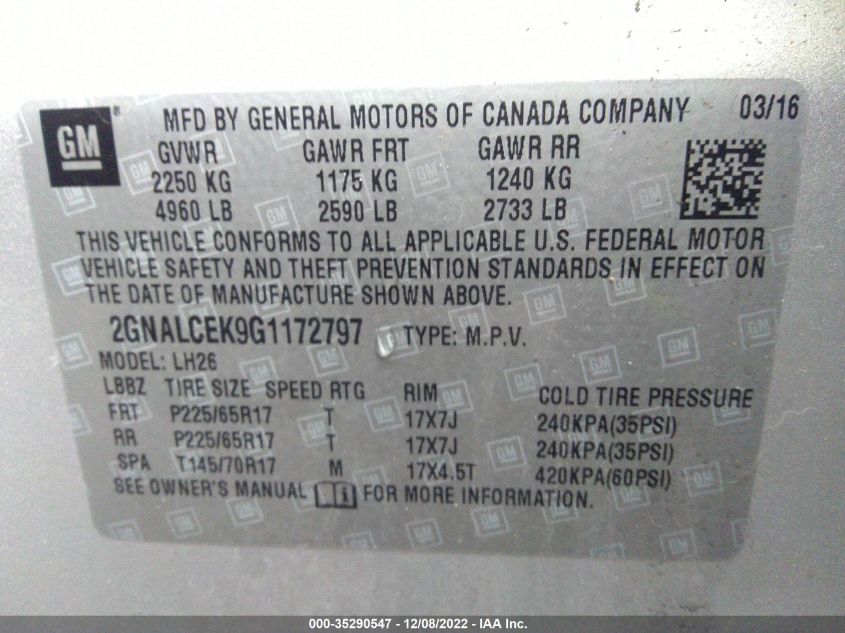 GM ® MFD BY GENERAL MOTORS OF CANADA COMPANY 03/16
GVWR GAWR FRT GAWR RR
2250 KG 1175 KG 1240 KG
4960 LB 2590 LB 2733 LB
THIS VEHICLE CONFORMS TO ALL APPLICABLE U.S. FEDERAL MOTOR
VEHICLE SAFETY AND THEFT PREVENTION STANDARDS IN EFFECT ON
THE DATE OF MANUFACTURE SHOWN ABOVE.
2GNALCEK9G1172797 TYPE: M.P.V.
MODEL: LH26
LBBZ TIRE SIZE SPEED RTG RIM COLD TIRE PRESSURE
FRT P225/65R17 T 17X7J 240KPA(35PSI)
RR P225/65R17 T 17X7J 240KPA(35PSI)
SPA T145/70R17 M 17X4.5T 420KPA(60PSI)
SEE OWNER'S MANUAL FOR MORE INFORMATION.
000-35290547 - 12/08/2022 - IAA Inc.